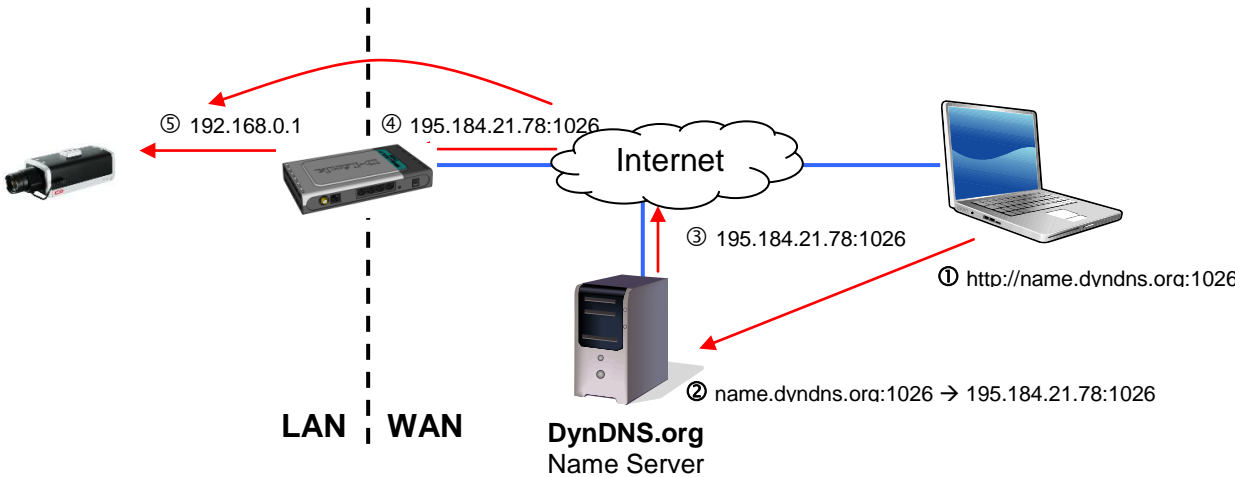 ⑤ 192.168.0.1
④ 195.184.21.78:1026
Internet
③ 195.184.21.78:1026
① http://name.dyndns.org:1026
② name.dyndns.org:1026 → 195.184.21.78:1026
LAN
WAN
DynDNS.org
Name Server
D-Link